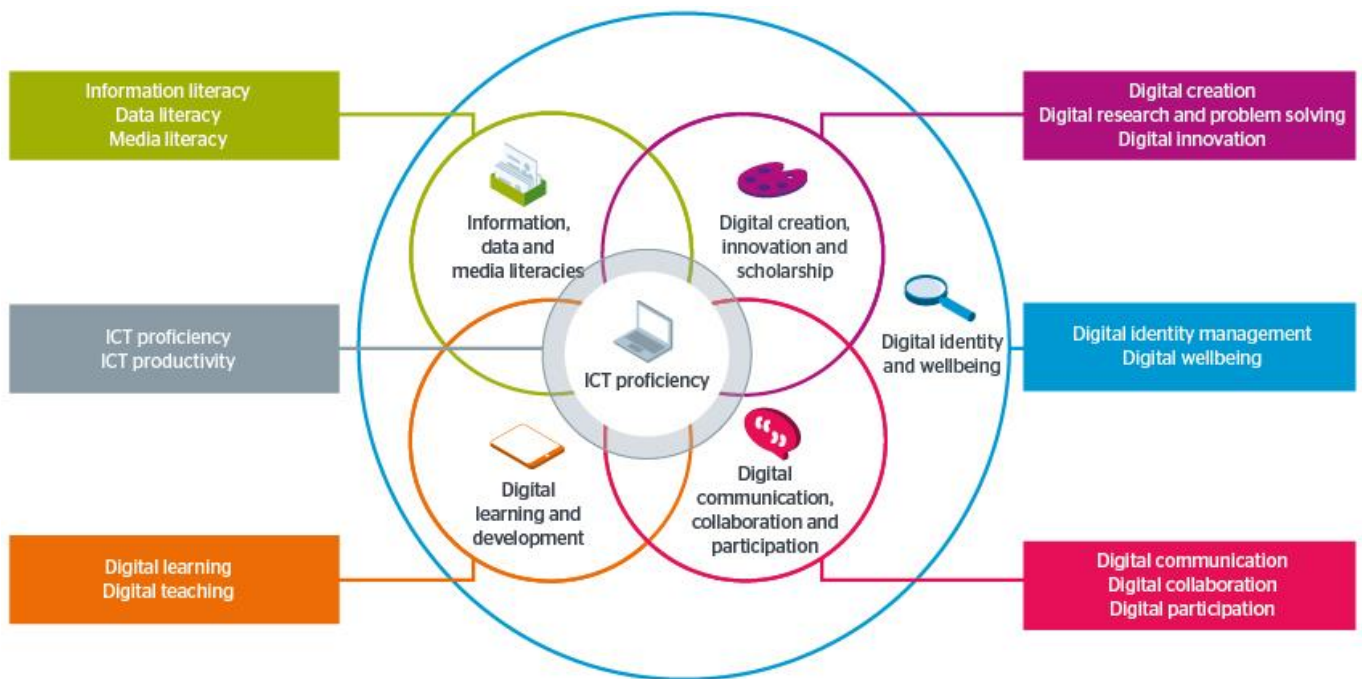 Information literacy
Data literacy
Media literacy
Digital creation
Digital research and problem solving
Digital innovation
Information,
data and
media literacies
Digital creation,
innovation and
scholarship
ICT proficiency
ICT productivity
ICT proficiency
Digital identity
and wellbeing
Digital identity management
Digital wellbeing
Digital
learning and
development
Digital
communication,
collaboration and
participation
Digital learning
Digital teaching
Digital communication
Digital collaboration
Digital participation